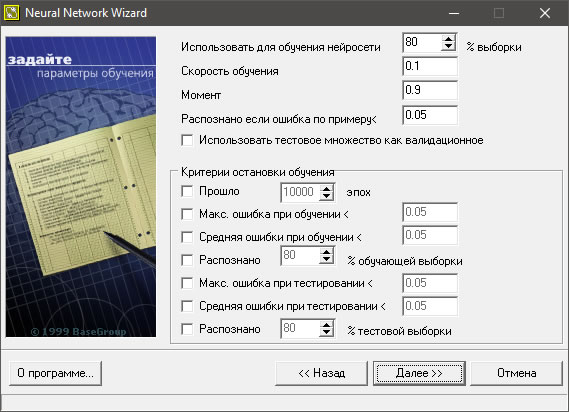 Neural Network Wizard
задайте
параметры обучения
© 1999 BaseGroup
Использовать для обучения нейросети 80 % выборки
Скорость обучения 0.1
Момент 0.9
Распознано если ошибка по примеру< 0.05
Использовать тестовое множество как валидационное
Критерии остановки обучения
Прошло 10000 эпох
Макс. ошибка при обучении < 0.05
Средняя ошибки при обучении < 0.05
Распознано 80 % обучающей выборки
Макс. ошибка при тестировании < 0.05
Средняя ошибки при тестировании < 0.05
Распознано 80 % тестовой выборки
О программе... << Назад Далее >> Отмена